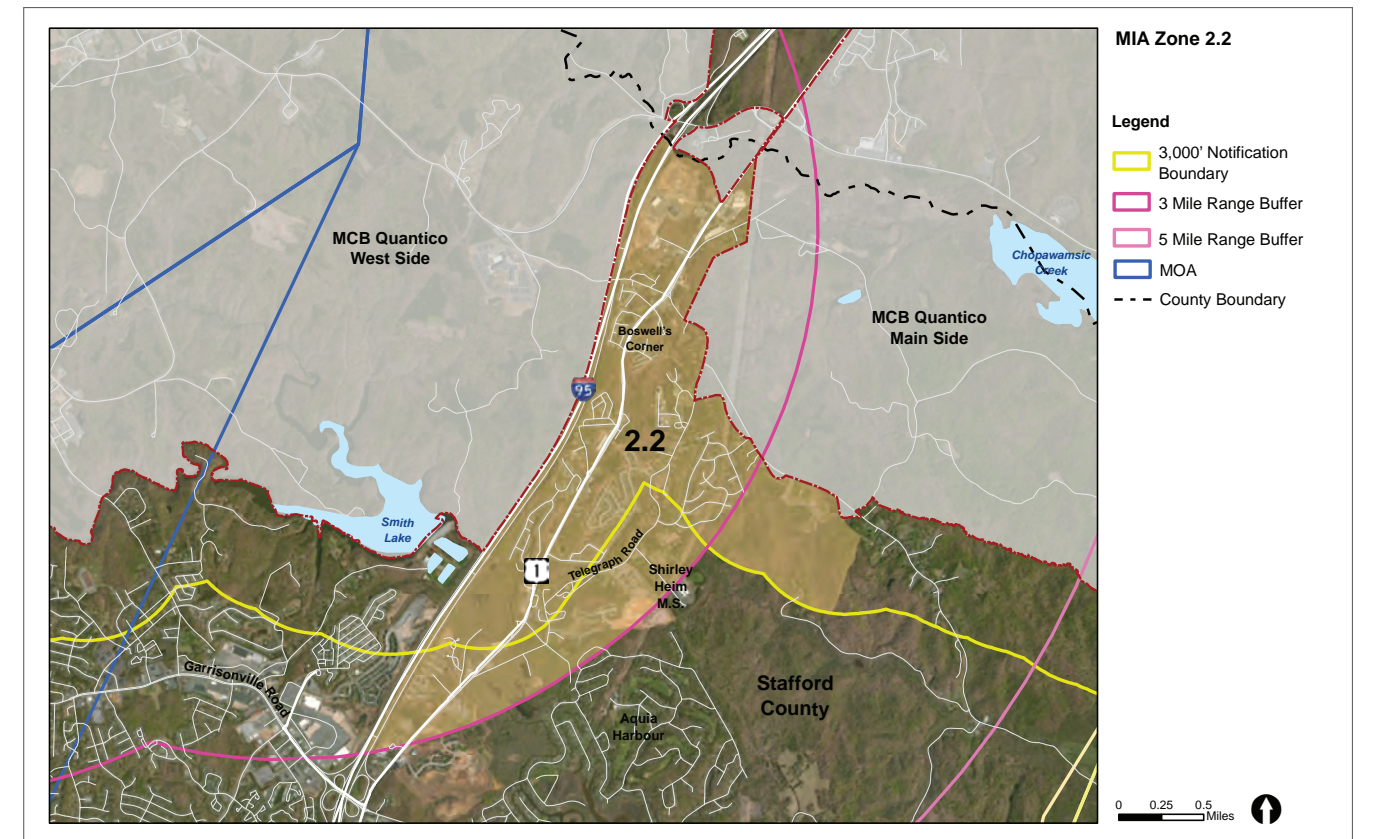 MIA Zone 2.2
Legend
3,000' Notification
Boundary
3 Mile Range Buffer
5 Mile Range Buffer
MOA
County Boundary
MCB Quantico
West Side
Chopawamsic
Creek
MCB Quantico
Main Side
Boswell's
Corner
95
2.2
Smith
Lake
1
Telegraph Road
Shirley
Heim
M.S.
Garrisonville Road
Stafford
County
Aquia
Harbour
0 0.25 0.5
Miles